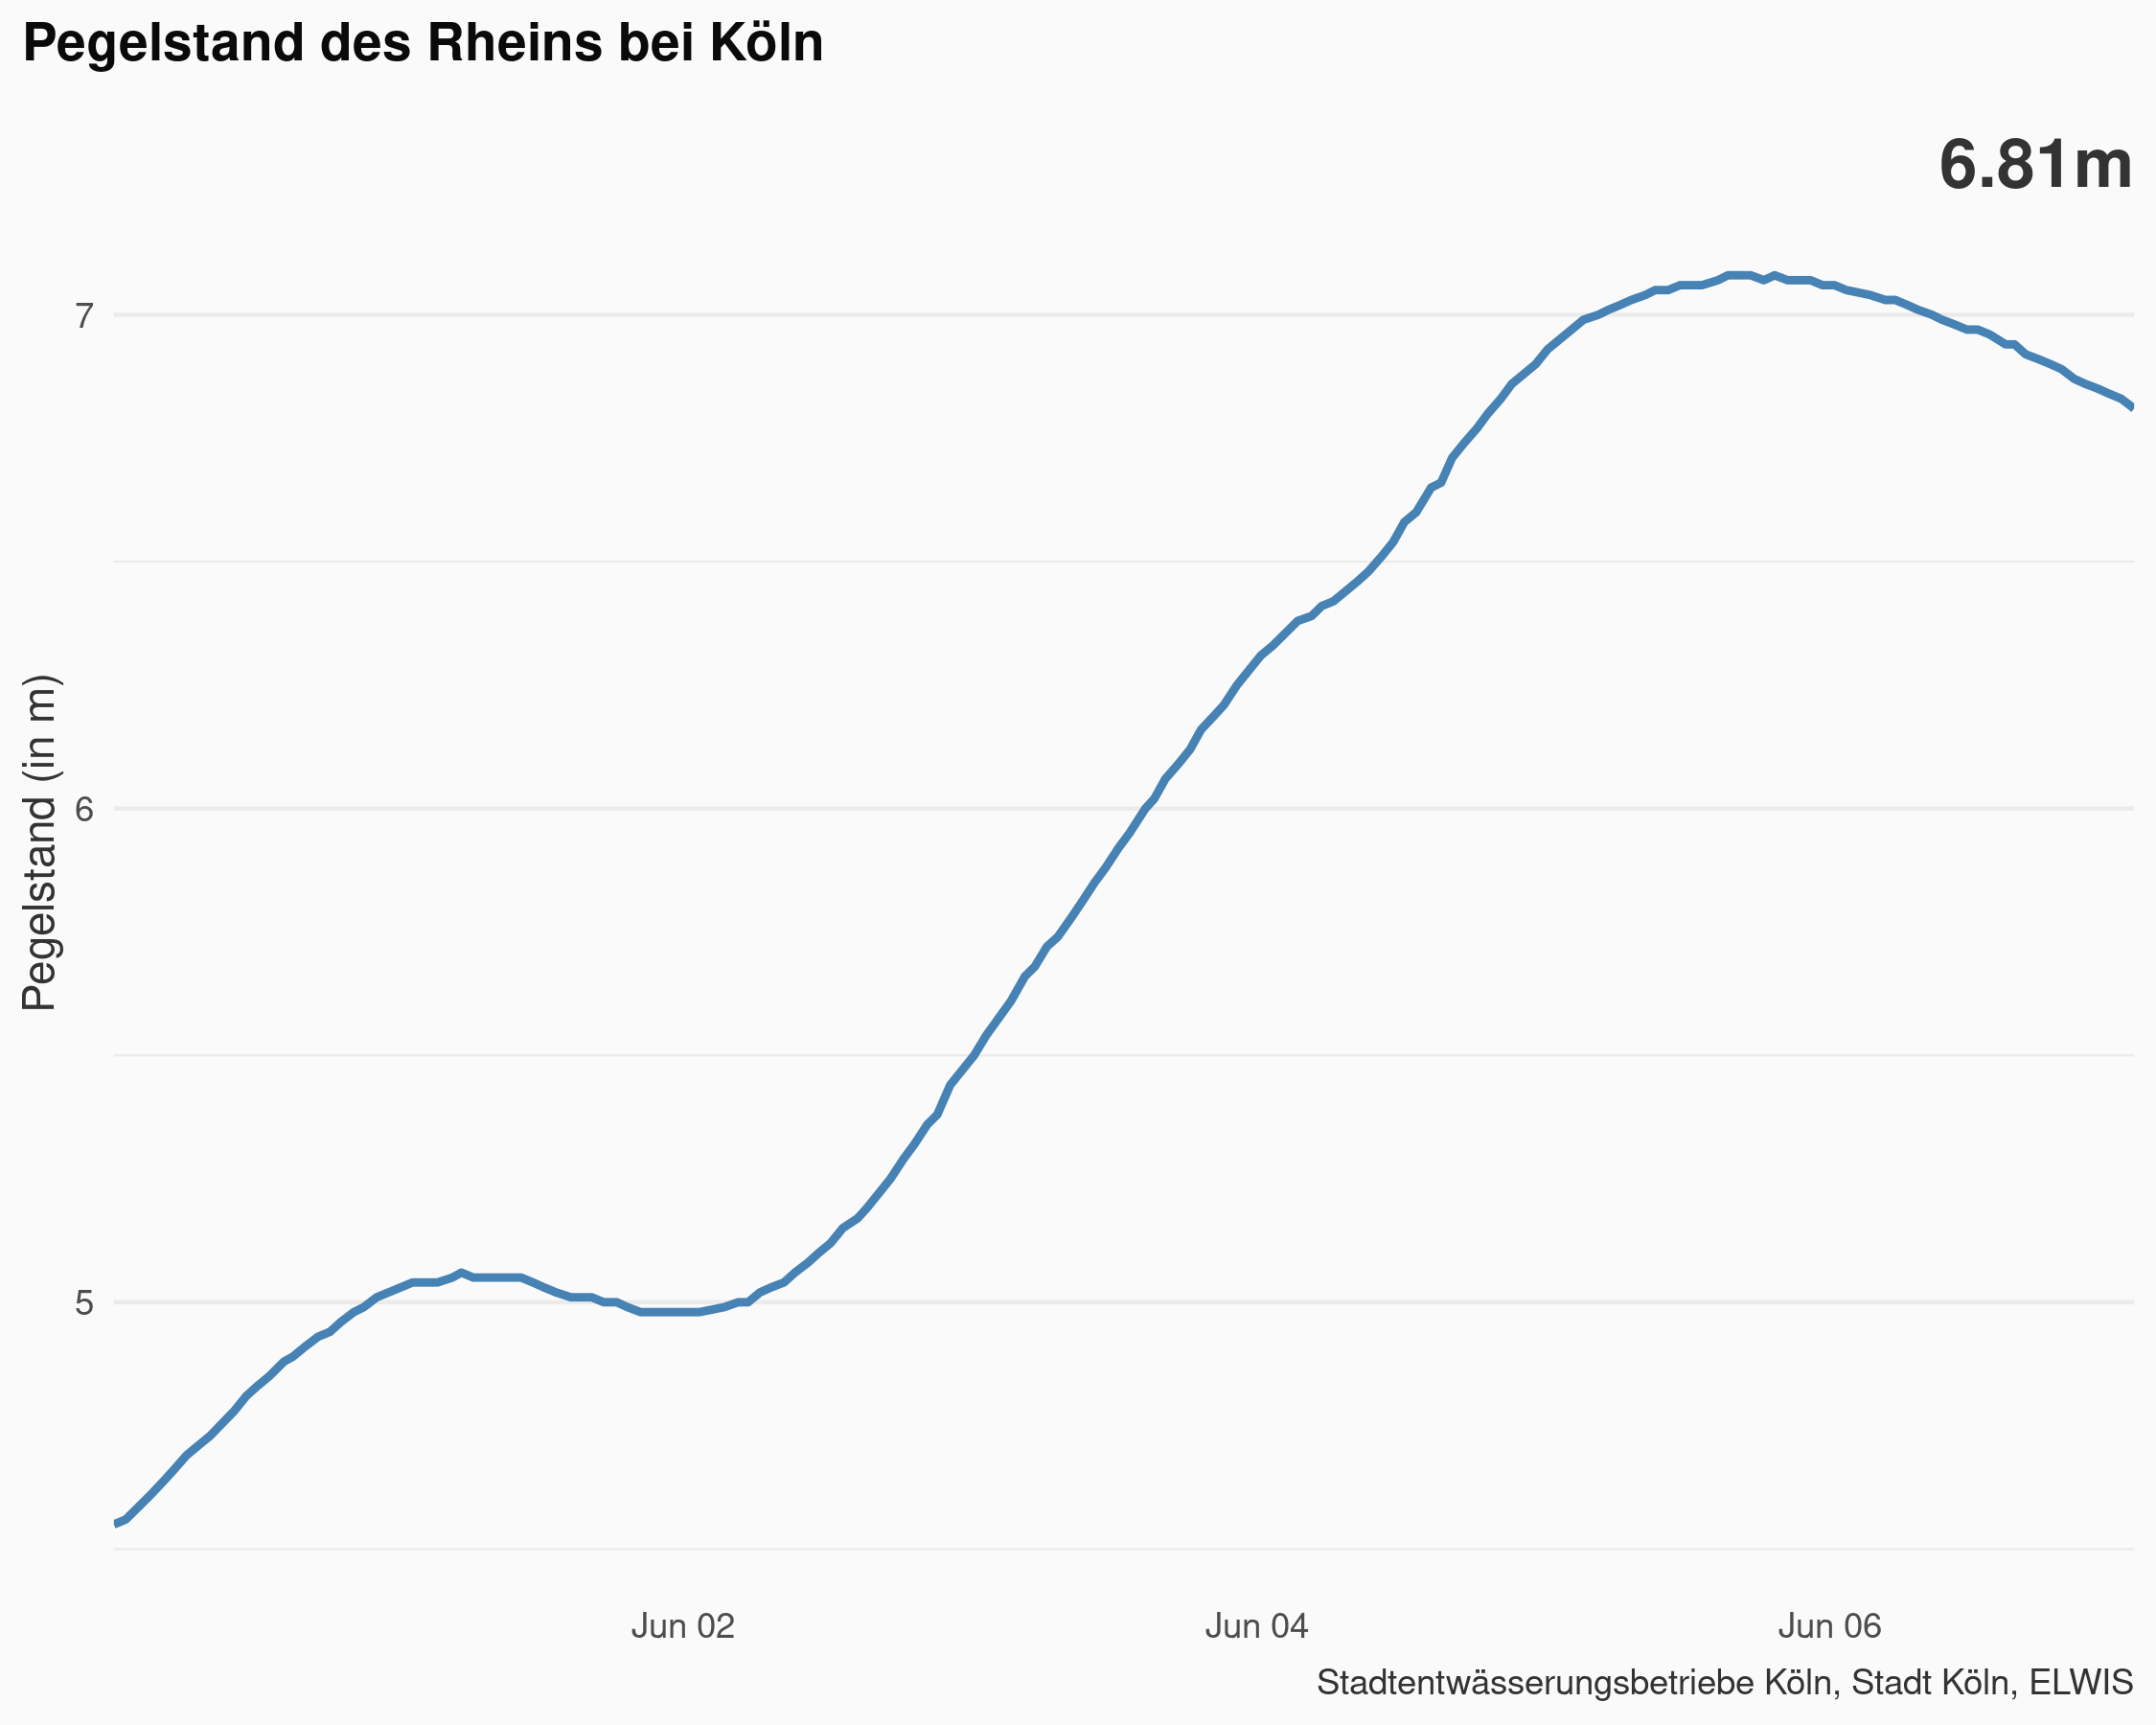 Pegelstand des Rheins bei Köln
6.81m
Pegelstand (in m)
7
6
5
Jun 02
Jun 04
Jun 06
Stadtentwässerungsbetriebe Köln, Stadt Köln, ELWIS